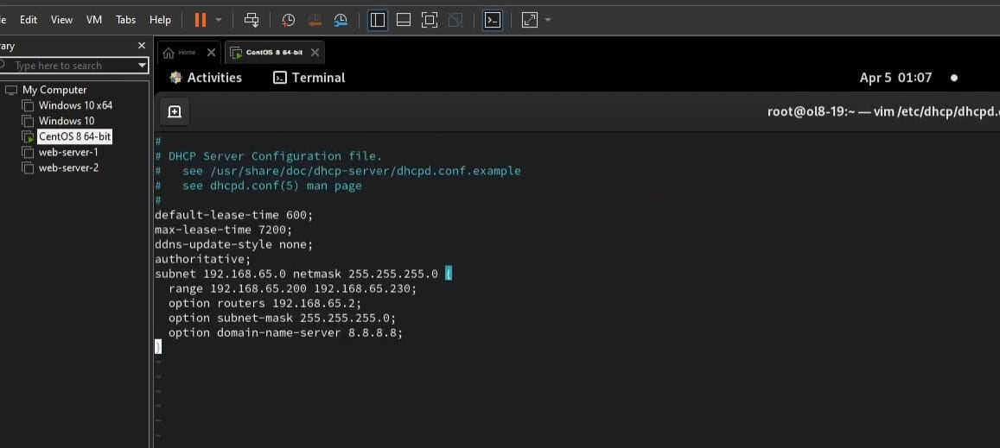 Edit View VM Tabs Help
Type here to search
My Computer
Windows 10 x64
Windows 10
CentOS 8 64-bit
web-server-1
web-server-2
Home
CentOS 8 64-bit
Activities
Terminal
Apr 5 01:07
root@ol8-19:~ — vim /etc/dhcp/dhcpd.
#
# DHCP Server Configuration file.
#   see /usr/share/doc/dhcp-server/dhcpd.conf.example
#   see dhcpd.conf(5) man page
#
default-lease-time 600;
max-lease-time 7200;
ddns-update-style none;
authoritative;
subnet 192.168.65.0 netmask 255.255.255.0 {
  range 192.168.65.200 192.168.65.230;
  option routers 192.168.65.2;
  option subnet-mask 255.255.255.0;
  option domain-name-server 8.8.8.8;
}
~
~
~
~
~
~